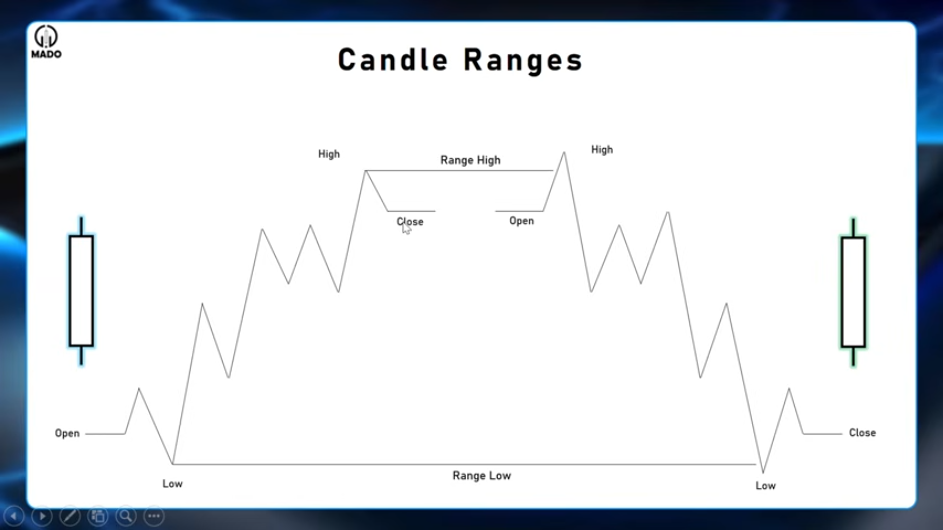 MADO
Candle Ranges
High
Range High
High
Close
Open
Open
Close
Range Low
Low
Low